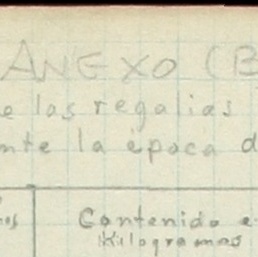 ANEXO (B
e las regalias
nte la época d
Contenido e
Kilogramos